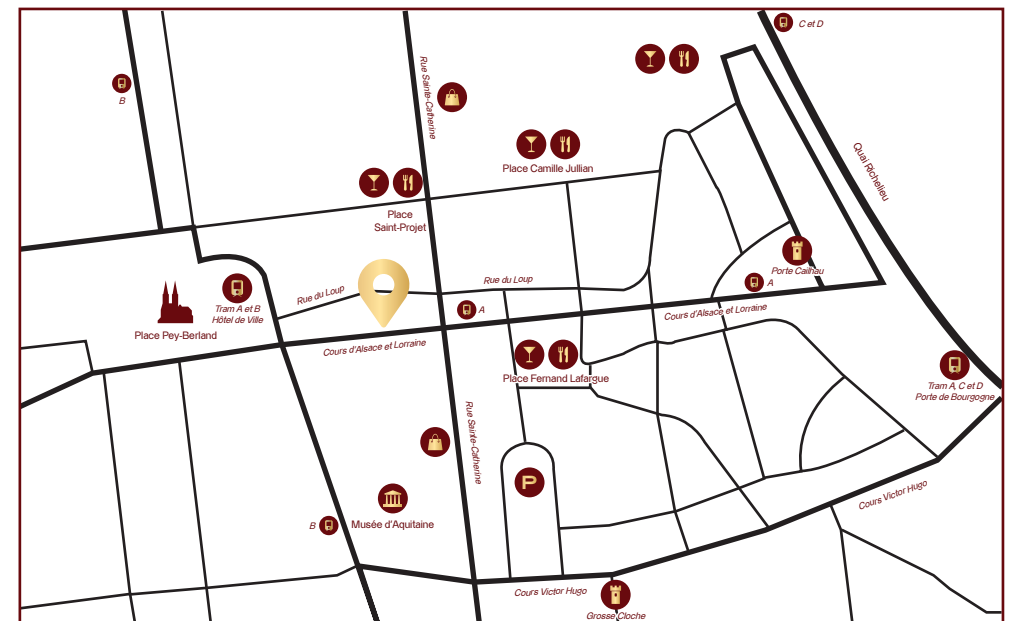 C et D
B
Rue Sainte-Catherine
Quai Richelieu
Place Camille Jullian
Place
Saint-Projet
Porte Cailhau
Rue du Loup
Rue du Loup
A
Tram A et B
Hôtel de Ville
A
Cours d'Alsace et Lorraine
Place Pey-Berland
Cours d'Alsace et Lorraine
Place Fernand Lafargue
Tram A, C et D
Porte de Bourgogne
Rue Sainte-Catherine
P
Cours Victor Hugo
B
Musée d'Aquitaine
Cours Victor Hugo
Grosse Cloche